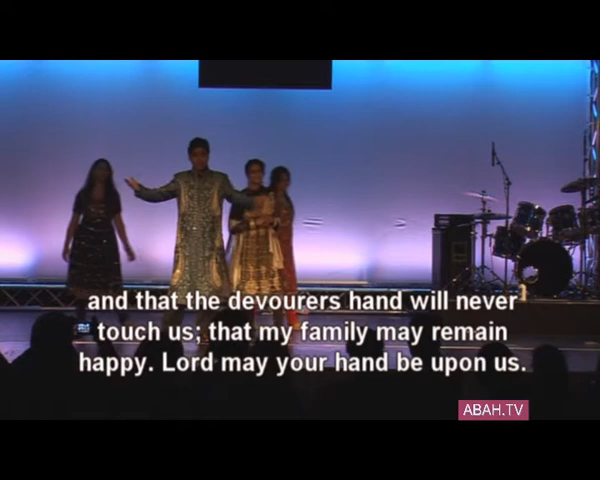 and that the devourers hand will never
touch us; that my family may remain
happy. Lord may your hand be upon us.
ABAH.TV